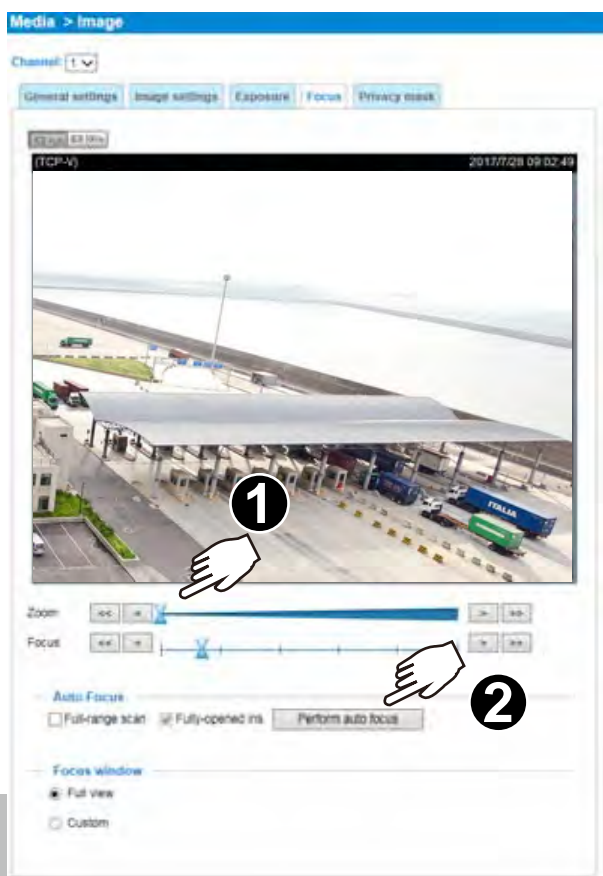 Media > Image
Channel: 1
General settings Image settings Exposure Focus Privacy mask
(TCP-V) 2017/7/28 09:02:49
ITALIA
1
Zoom << < > >>
Focus << < > >>
2
Auto Focus
Full-range scan Fully-opened iris Perform auto focus
Focus window
Full view
Custom